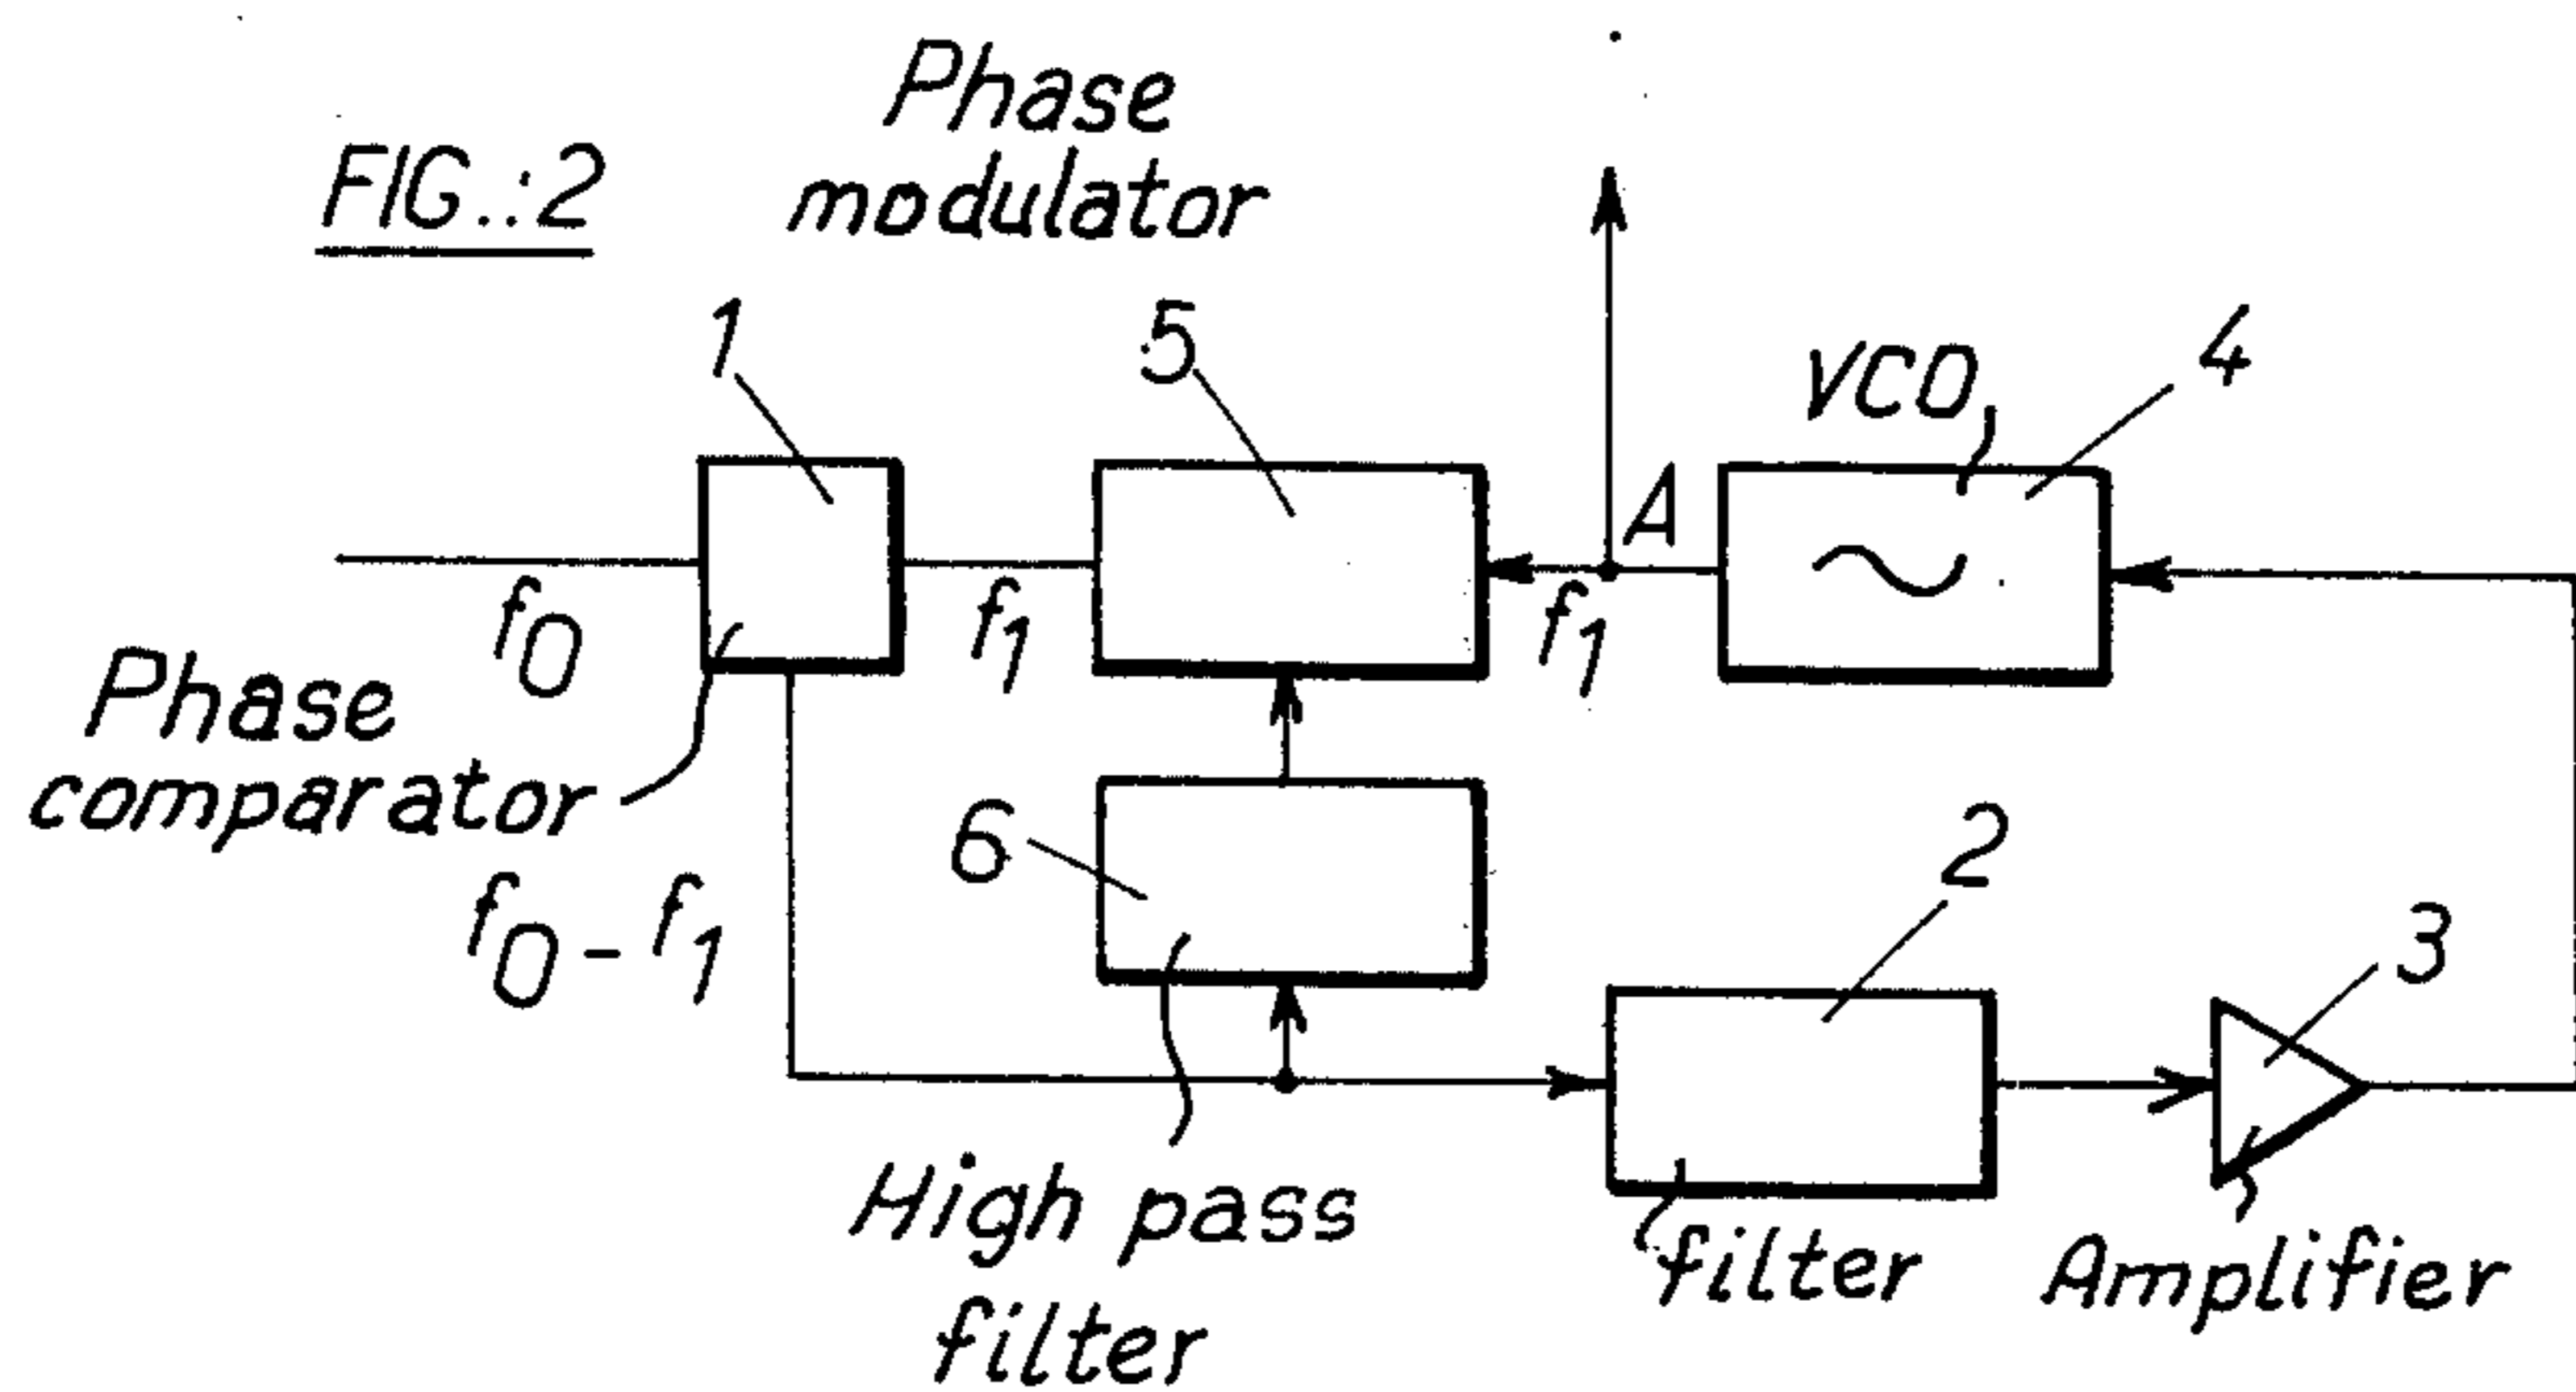 FIG.:2
Phase
modulator
1
5
VCO
4
A
f0
f1
f1
Phase
comparator
f0-f1
6
2
3
High pass
filter
filter
Amplifier